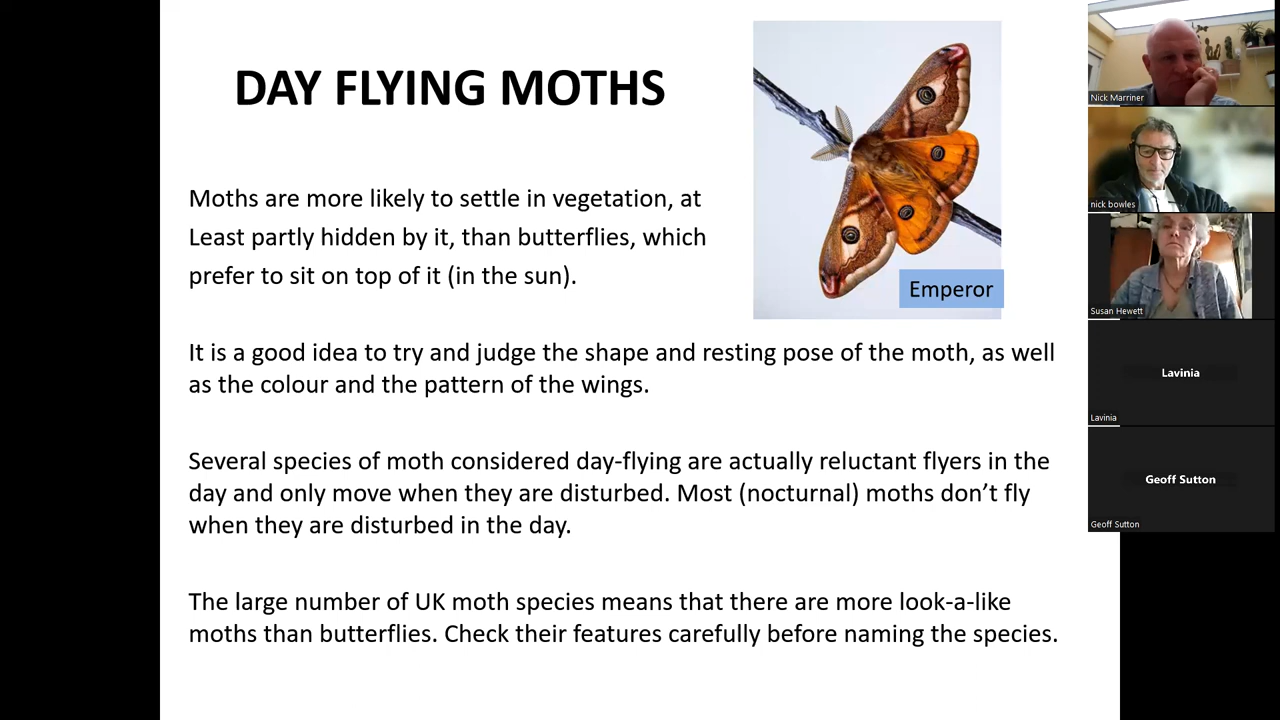 DAY FLYING MOTHS
Moths are more likely to settle in vegetation, at
Least partly hidden by it, than butterflies, which
prefer to sit on top of it (in the sun).
Emperor
It is a good idea to try and judge the shape and resting pose of the moth, as well
as the colour and the pattern of the wings.
Several species of moth considered day-flying are actually reluctant flyers in the
day and only move when they are disturbed. Most (nocturnal) moths don’t fly
when they are disturbed in the day.
The large number of UK moth species means that there are more look-a-like
moths than butterflies. Check their features carefully before naming the species.
Nick Marriner
nick bowles
Susan Hewett
Lavinia
Lavinia
Geoff Sutton
Geoff Sutton